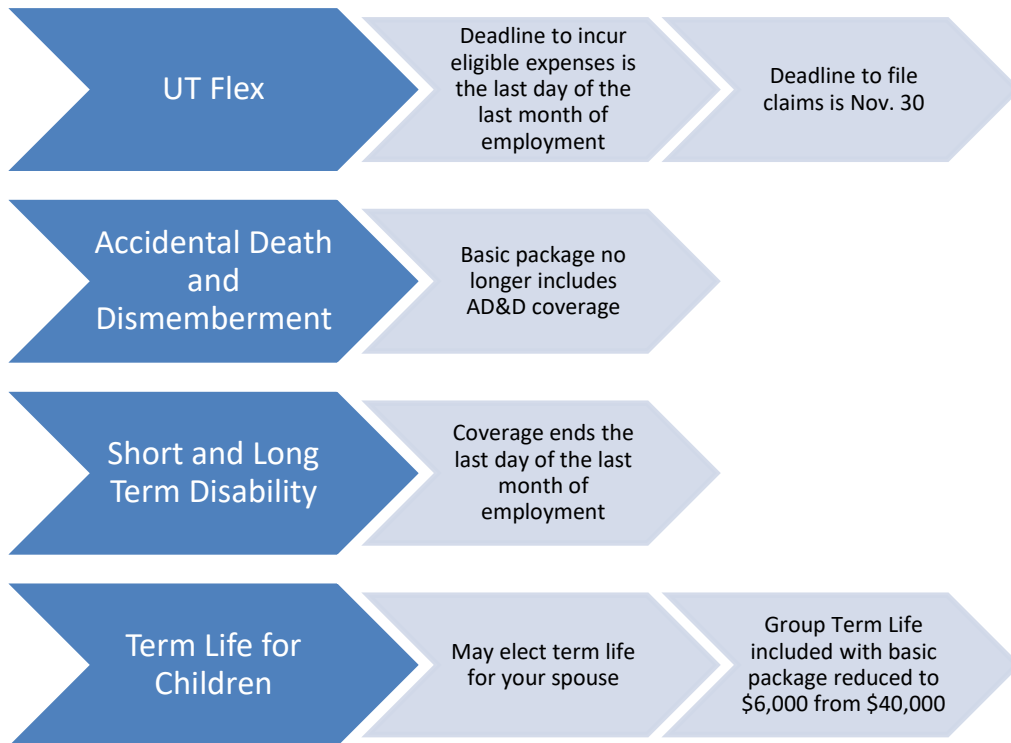 UT Flex
Deadline to incur
eligible expenses is
the last day of the
last month of
employment
Deadline to file
claims is Nov. 30
Accidental Death
and
Dismemberment
Basic package no
longer includes
AD&D coverage
Short and Long
Term Disability
Coverage ends the
last day of the last
month of
employment
Term Life for
Children
May elect term life
for your spouse
Group Term Life
included with basic
package reduced to
$6,000 from $40,000